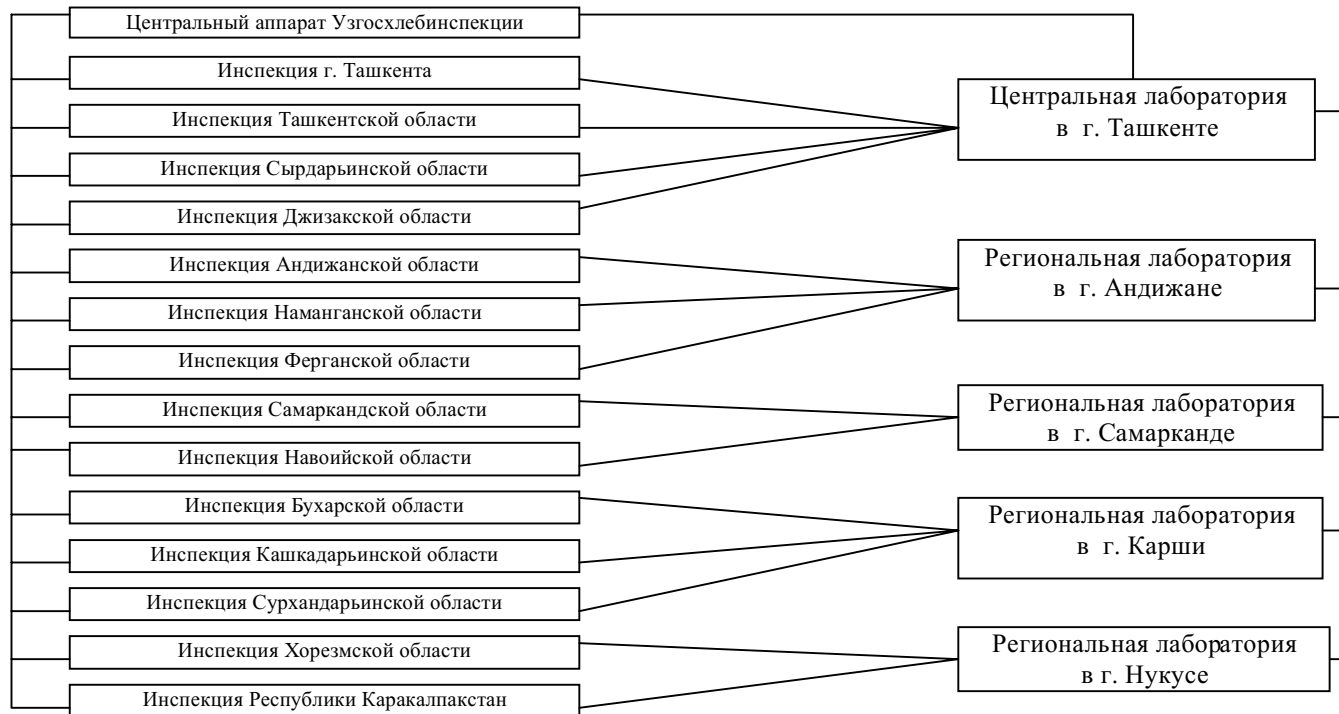 Центральный аппарат Узгосхлебинспекции
Инспекция г. Ташкента
Инспекция Ташкентской области
Инспекция Сырдарьинской области
Инспекция Джизакской области
Инспекция Андижанской области
Инспекция Наманганской области
Инспекция Ферганской области
Инспекция Самаркандской области
Инспекция Навоийской области
Инспекция Бухарской области
Инспекция Кашкадарьинской области
Инспекция Сурхандарьинской области
Инспекция Хорезмской области
Инспекция Республики Каракалпакстан
Центральная лаборатория
в г. Ташкенте
Региональная лаборатория
в г. Андижане
Региональная лаборатория
в г. Самарканде
Региональная лаборатория
в г. Карши
Региональная лаборатория
в г. Нукусе